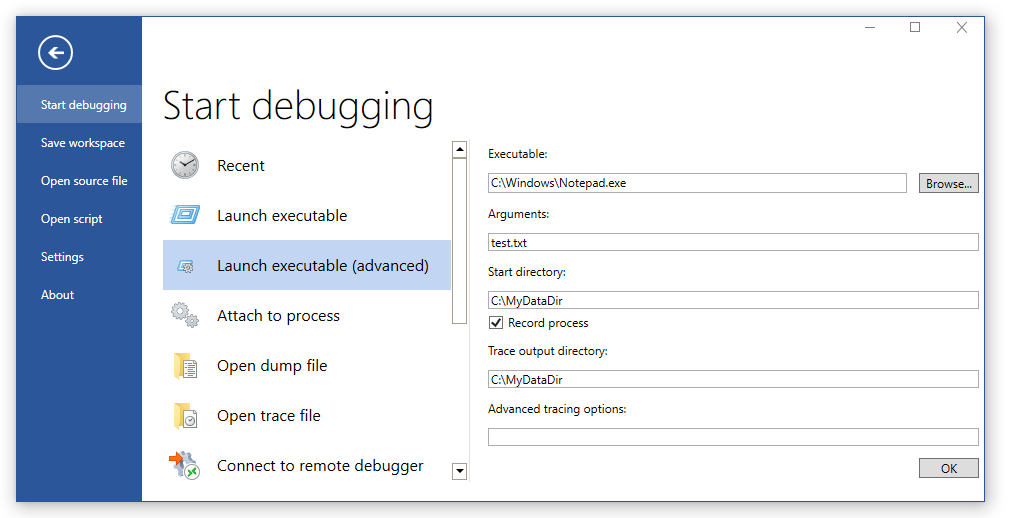 Start debugging
Save workspace
Open source file
Open script
Settings
About
Start debugging
Recent
Launch executable
Launch executable (advanced)
Attach to process
Open dump file
Open trace file
Connect to remote debugger
Executable:
C:\Windows\Notepad.exe
Browse...
Arguments:
test.txt
Start directory:
C:\MyDataDir
Record process
Trace output directory:
C:\MyDataDir
Advanced tracing options:
OK